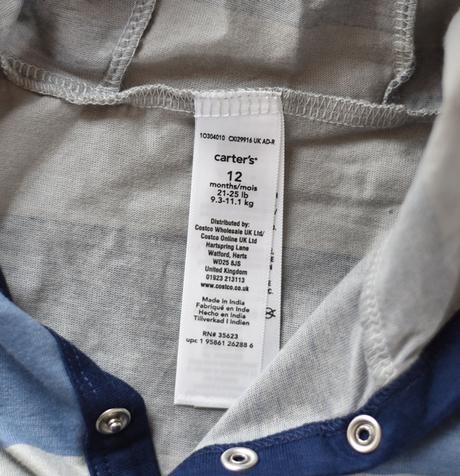 1O304010 CX029916 UK AD-R
carter's®
12
months/mois
21-25 lb
9.3-11.1 kg
Distributed by:
Costco Wholesale UK Ltd/
Costco Online UK Ltd
Hartspring Lane
Watford, Herts
WD25 8JS
United Kingdom
01923 213113
www.costco.co.uk
Made in India
Fabriqué en Inde
Hecho en India
Tillverkad I Indien
RN# 35623
upc 1 95861 26288 6